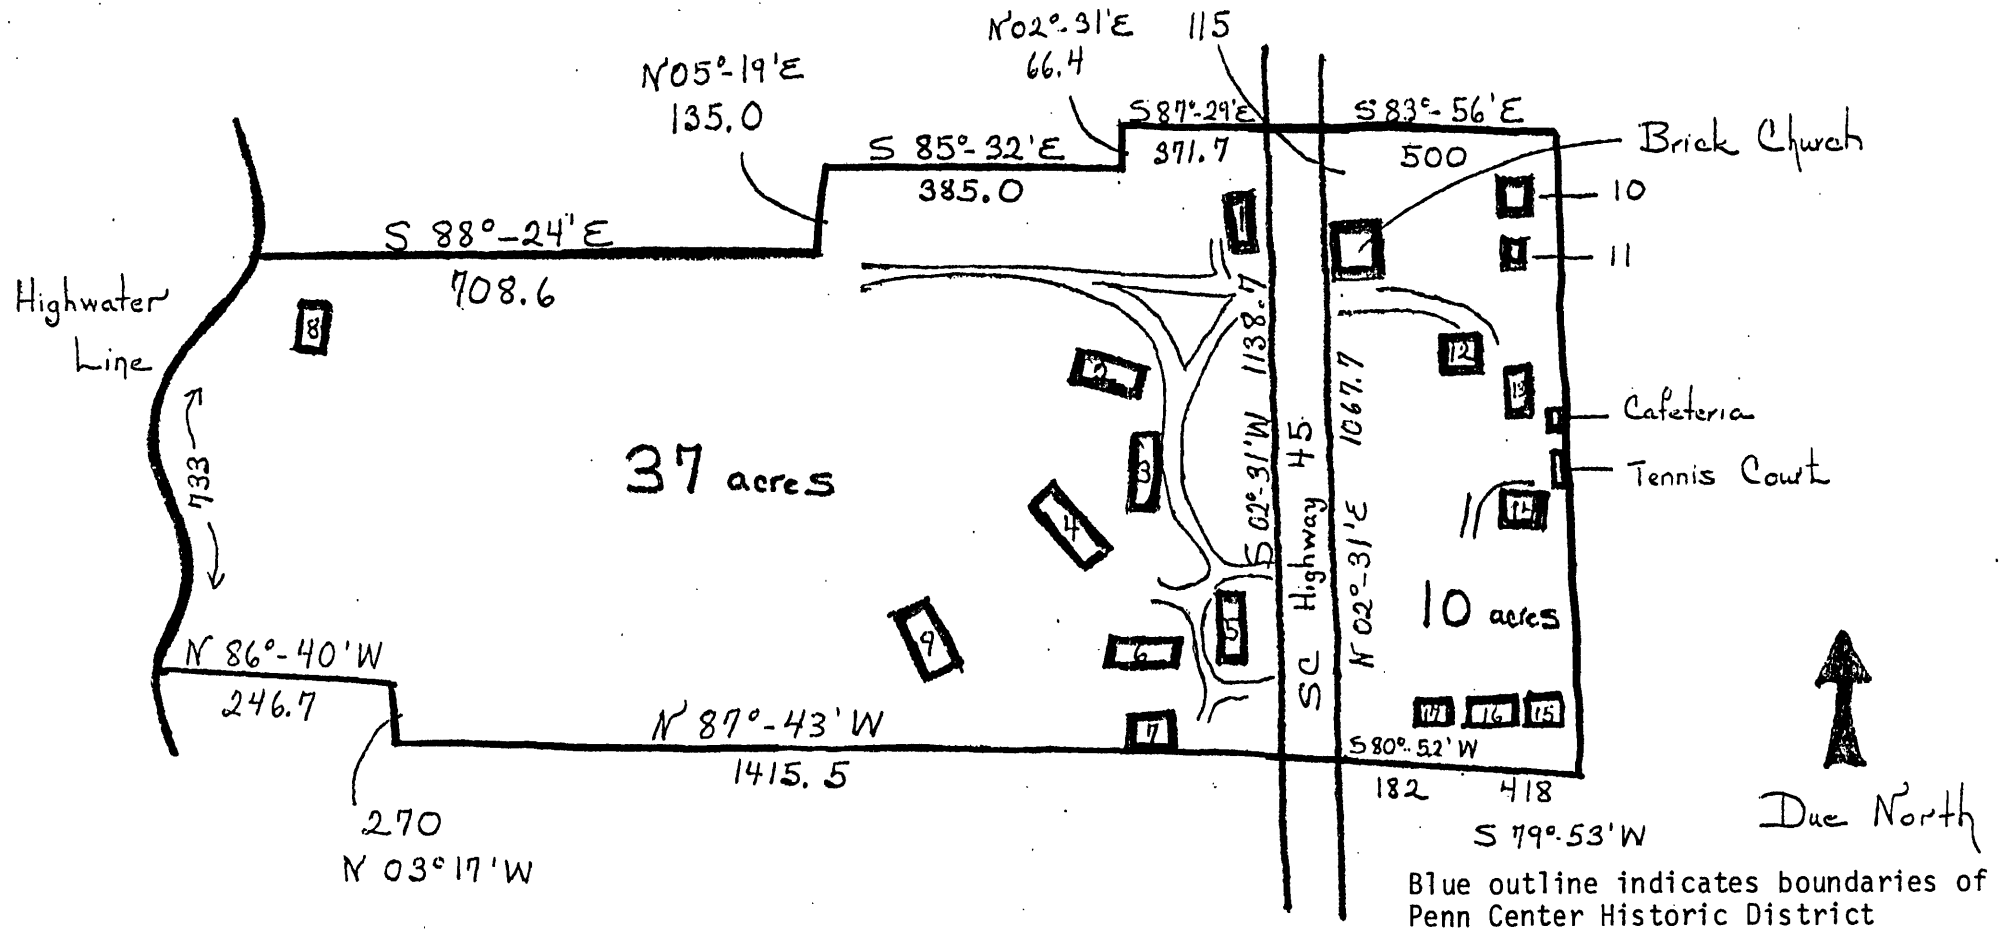 N 02°-31'E
66.4
115
N 05°-19'E
135.0
S 87°-29'E
371.7
S 83°-56'E
500
Brick Church
S 85°-32'E
385.0
10
11
S 88°-24'E
708.6
Highwater
Line
8
1
2
12
13
Cafeteria
Tennis Court
733
37 acres
3
4
14
S 02°-31'W 1138.7
SC Highway 45
N 02°-31'E 1067.7
10 acres
5
6
9
7
17
16
15
N 86°-40'W
246.7
N 87°-43'W
1415.5
S 80°-52'W
182
418
S 79°-53'W
270
N 03°17'W
Due North
Blue outline indicates boundaries of
Penn Center Historic District